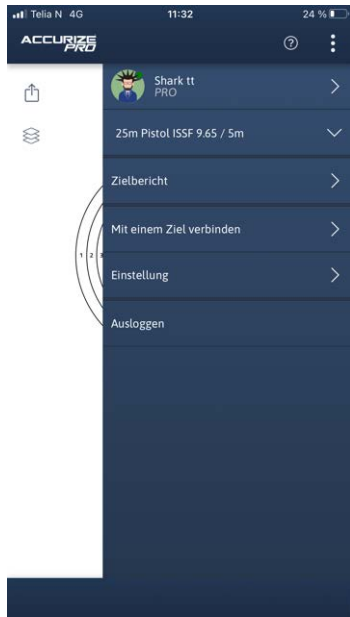 Telia N 4G 11:32 24 %
ACCURIZE
PRO
Shark tt
PRO
25m Pistol ISSF 9.65 / 5m
Zielbericht
1 2 3
Mit einem Ziel verbinden
Einstellung
Ausloggen